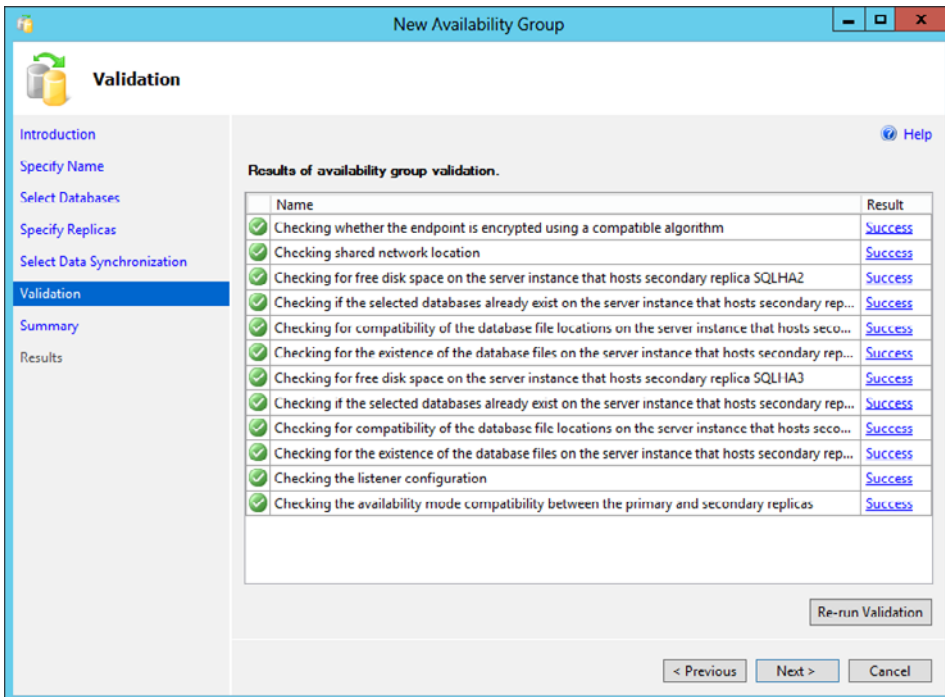 New Availability Group
Validation
Introduction
Specify Name
Select Databases
Specify Replicas
Select Data Synchronization
Validation
Summary
Results
Help
Results of availability group validation.
Name Result
Checking whether the endpoint is encrypted using a compatible algorithm Success
Checking shared network location Success
Checking for free disk space on the server instance that hosts secondary replica SQLHA2 Success
Checking if the selected databases already exist on the server instance that hosts secondary rep... Success
Checking for compatibility of the database file locations on the server instance that hosts seco... Success
Checking for the existence of the database files on the server instance that hosts secondary rep... Success
Checking for free disk space on the server instance that hosts secondary replica SQLHA3 Success
Checking if the selected databases already exist on the server instance that hosts secondary rep... Success
Checking for compatibility of the database file locations on the server instance that hosts seco... Success
Checking for the existence of the database files on the server instance that hosts secondary rep... Success
Checking the listener configuration Success
Checking the availability mode compatibility between the primary and secondary replicas Success
Re-run Validation
< Previous Next > Cancel